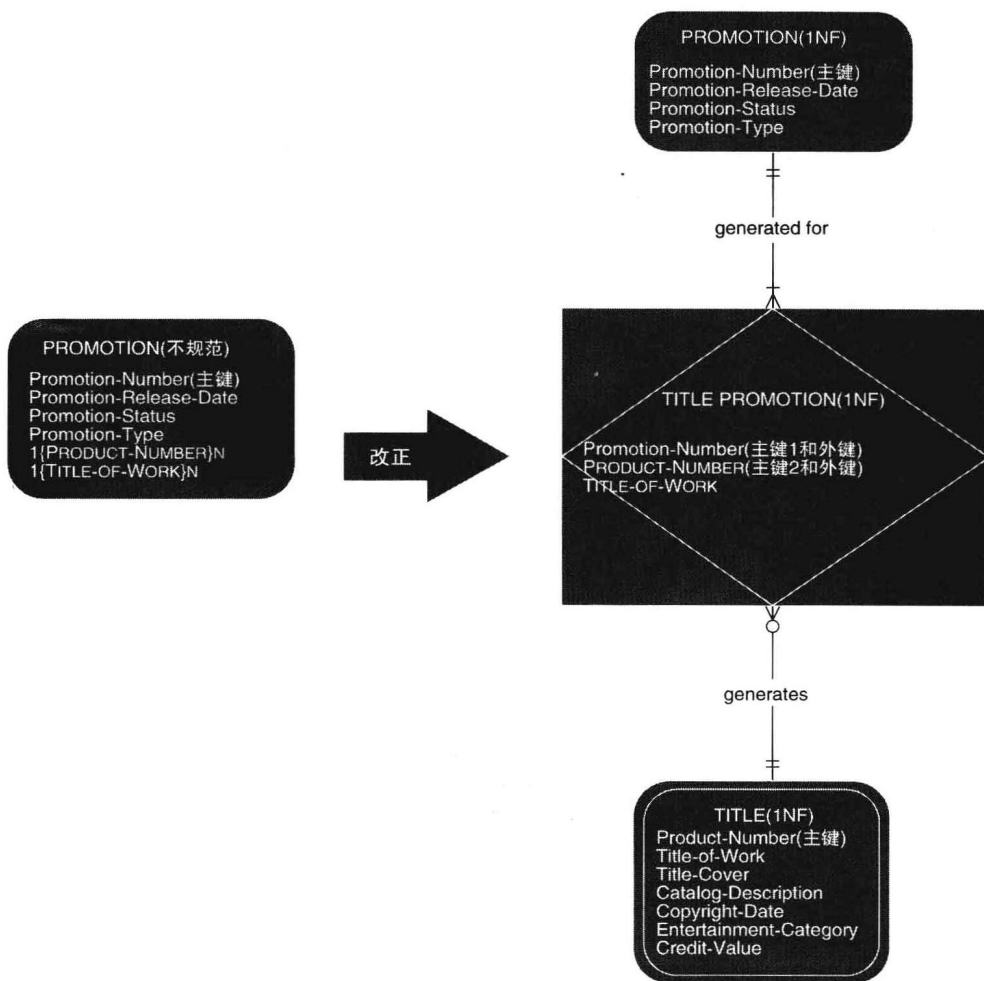 PROMOTION(不规范)
Promotion-Number(主键)
Promotion-Release-Date
Promotion-Status
Promotion-Type
1{PRODUCT-NUMBER}N
1{TITLE-OF-WORK}N
改正
PROMOTION(1NF)
Promotion-Number(主键)
Promotion-Release-Date
Promotion-Status
Promotion-Type
generated for
TITLE PROMOTION(1NF)
Promotion-Number(主键1和外键)
PRODUCT-NUMBER(主键2和外键)
TITLE-OF-WORK
generates
TITLE(1NF)
Product-Number(主键)
Title-of-Work
Title-Cover
Catalog-Description
Copyright-Date
Entertainment-Category
Credit-Value